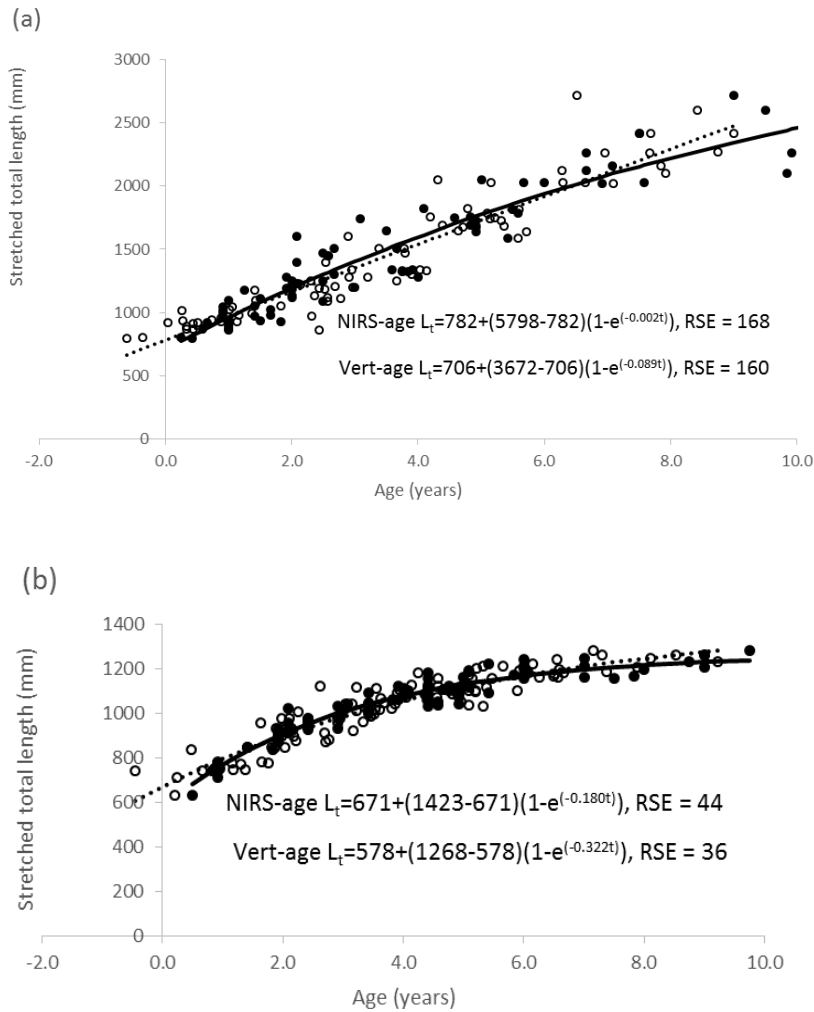 (a)
Stretched total length (mm)
3000
2500
2000
1500
1000
500
0
NIRS-age Lt=782+(5798-782)(1-e(-0.002t)), RSE = 168
Vert-age Lt=706+(3672-706)(1-e(-0.089t)), RSE = 160
-2.0 0.0 2.0 4.0 6.0 8.0 10.0
Age (years)
(b)
Stretched total length (mm)
1400
1200
1000
800
600
400
200
0
NIRS-age Lt=671+(1423-671)(1-e(-0.180t)), RSE = 44
Vert-age Lt=578+(1268-578)(1-e(-0.322t)), RSE = 36
-2.0 0.0 2.0 4.0 6.0 8.0 10.0
Age (years)